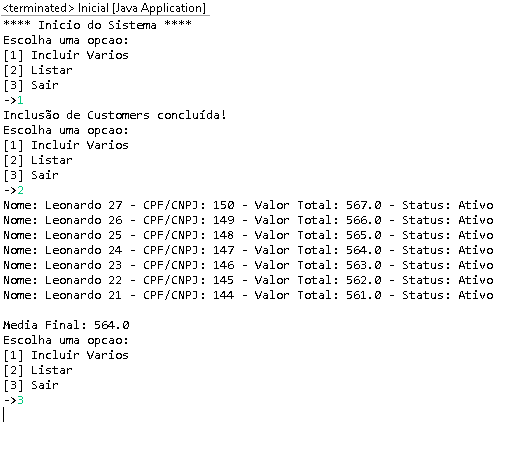 <terminated> Inicial [Java Application]
**** Inicio do Sistema ****
Escolha uma opcao:
[1] Incluir Varios
[2] Listar
[3] Sair
->1
Inclusão de Customers concluída!
Escolha uma opcao:
[1] Incluir Varios
[2] Listar
[3] Sair
->2
Nome: Leonardo 27 - CPF/CNPJ: 150 - Valor Total: 567.0 - Status: Ativo
Nome: Leonardo 26 - CPF/CNPJ: 149 - Valor Total: 566.0 - Status: Ativo
Nome: Leonardo 25 - CPF/CNPJ: 148 - Valor Total: 565.0 - Status: Ativo
Nome: Leonardo 24 - CPF/CNPJ: 147 - Valor Total: 564.0 - Status: Ativo
Nome: Leonardo 23 - CPF/CNPJ: 146 - Valor Total: 563.0 - Status: Ativo
Nome: Leonardo 22 - CPF/CNPJ: 145 - Valor Total: 562.0 - Status: Ativo
Nome: Leonardo 21 - CPF/CNPJ: 144 - Valor Total: 561.0 - Status: Ativo
Media Final: 564.0
Escolha uma opcao:
[1] Incluir Varios
[2] Listar
[3] Sair
->3